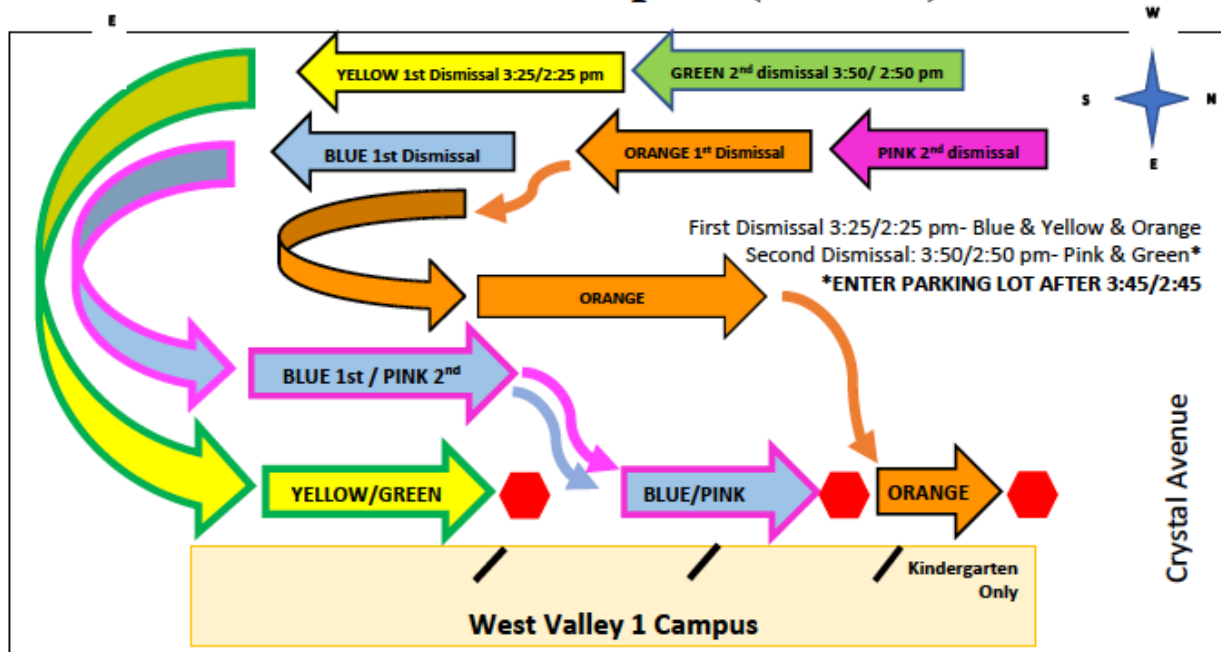 E
W
YELLOW 1st Dismissal 3:25/2:25 pm
GREEN 2nd dismissal 3:50/ 2:50 pm
S
N
E
BLUE 1st Dismissal
ORANGE 1st Dismissal
PINK 2nd dismissal
First Dismissal 3:25/2:25 pm- Blue & Yellow & Orange
Second Dismissal: 3:50/2:50 pm- Pink & Green*
*ENTER PARKING LOT AFTER 3:45/2:45
ORANGE
BLUE 1st / PINK 2nd
YELLOW/GREEN
BLUE/PINK
ORANGE
Crystal Avenue
Kindergarten
Only
West Valley 1 Campus